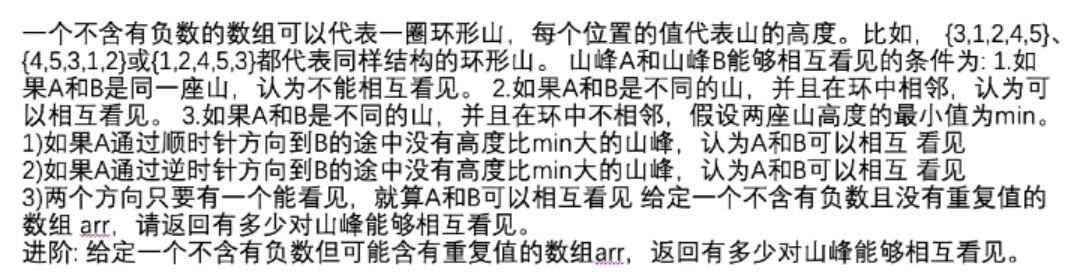 一个不含有负数的数组可以代表一圈环形山，每个位置的值代表山的高度。比如， {3,1,2,4,5}、
{4,5,3,1,2}或{1,2,4,5,3}都代表同样结构的环形山。 山峰A和山峰B能够相互看见的条件为: 1.如
果A和B是同一座山，认为不能相互看见。 2.如果A和B是不同的山，并且在环中相邻，认为可
以相互看见。 3.如果A和B是不同的山，并且在环中不相邻，假设两座山高度的最小值为min。
1)如果A通过顺时针方向到B的途中没有高度比min大的山峰，认为A和B可以相互 看见
2)如果A通过逆时针方向到B的途中没有高度比min大的山峰，认为A和B可以相互 看见
3)两个方向只要有一个能看见，就算A和B可以相互看见 给定一个不含有负数且没有重复值的
数组 arr，请返回有多少对山峰能够相互看见。
进阶: 给定一个不含有负数但可能含有重复值的数组arr，返回有多少对山峰能够相互看见。